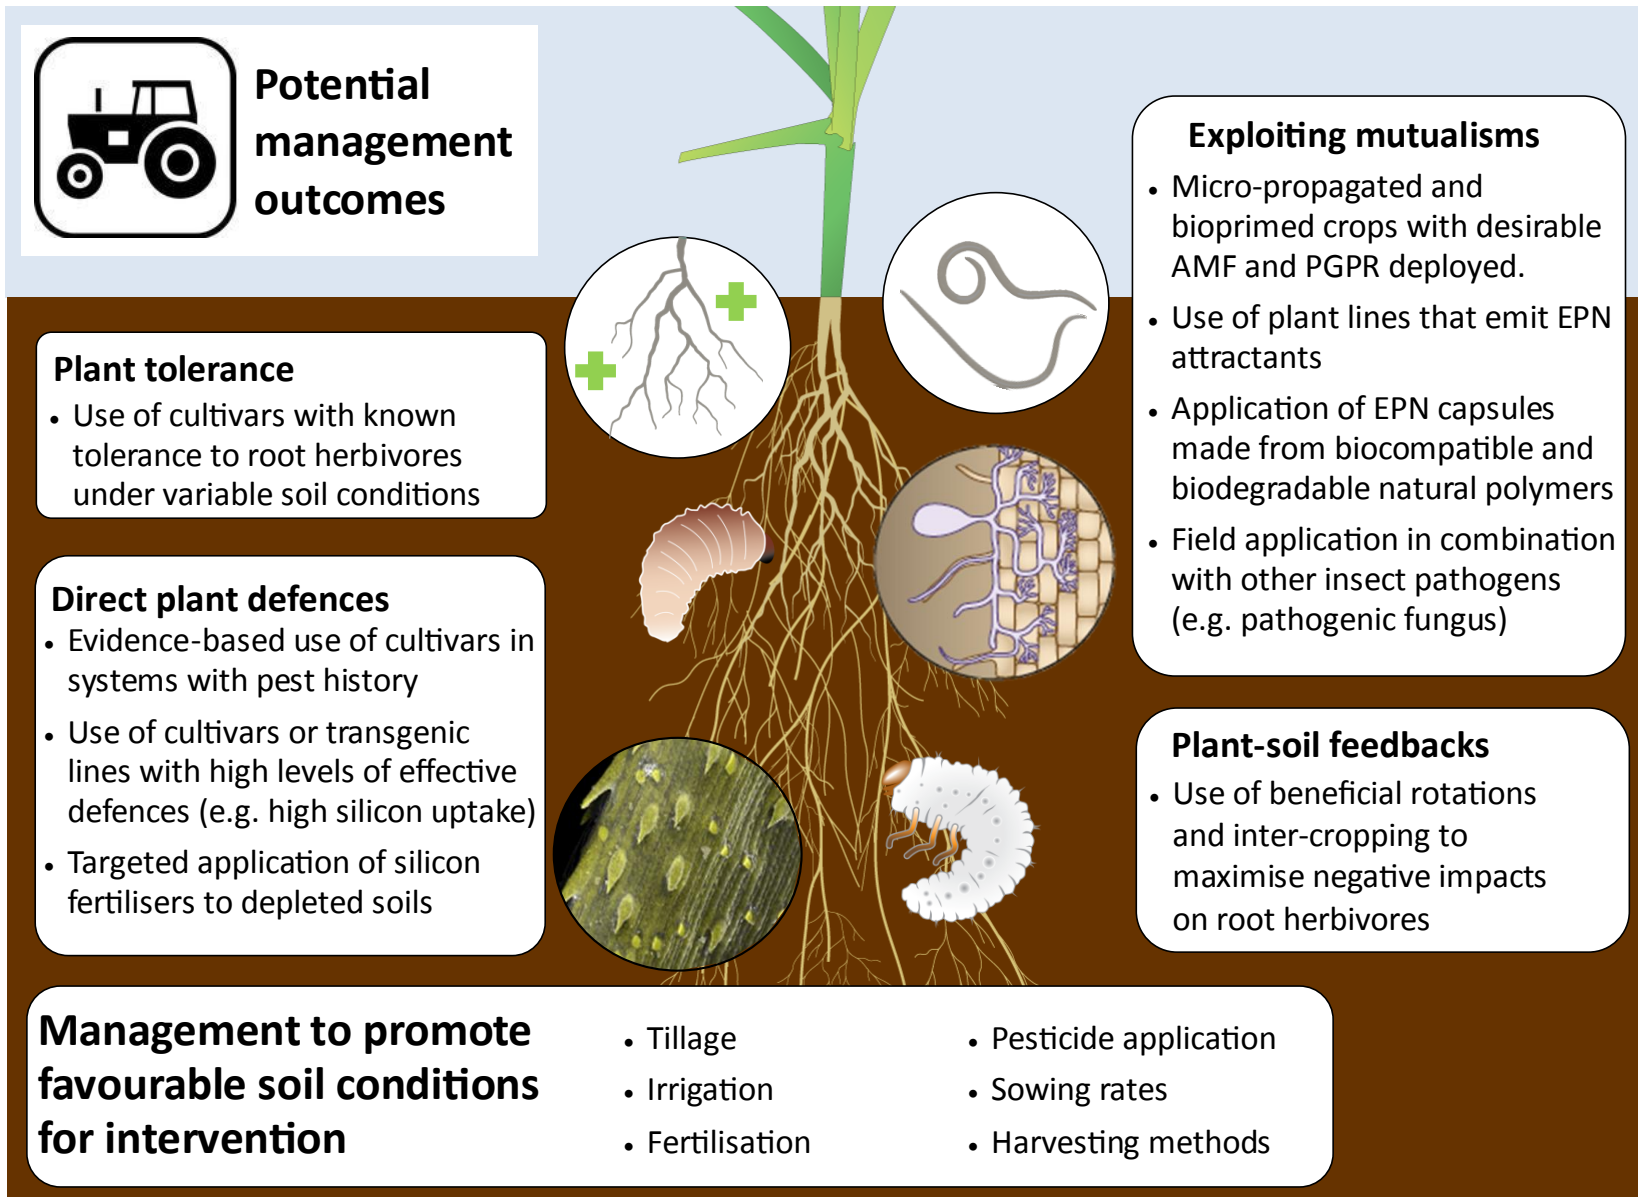 Potential
management
outcomes
Plant tolerance
• Use of cultivars with known
tolerance to root herbivores
under variable soil conditions
Direct plant defences
• Evidence-based use of cultivars in
systems with pest history
• Use of cultivars or transgenic
lines with high levels of effective
defences (e.g. high silicon uptake)
• Targeted application of silicon
fertilisers to depleted soils
Exploiting mutualisms
• Micro-propagated and
bioprimed crops with desirable
AMF and PGPR deployed.
• Use of plant lines that emit EPN
attractants
• Application of EPN capsules
made from biocompatible and
biodegradable natural polymers
• Field application in combination
with other insect pathogens
(e.g. pathogenic fungus)
Plant-soil feedbacks
• Use of beneficial rotations
and inter-cropping to
maximise negative impacts
on root herbivores
Management to promote
favourable soil conditions
for intervention
• Tillage
• Irrigation
• Fertilisation
• Pesticide application
• Sowing rates
• Harvesting methods